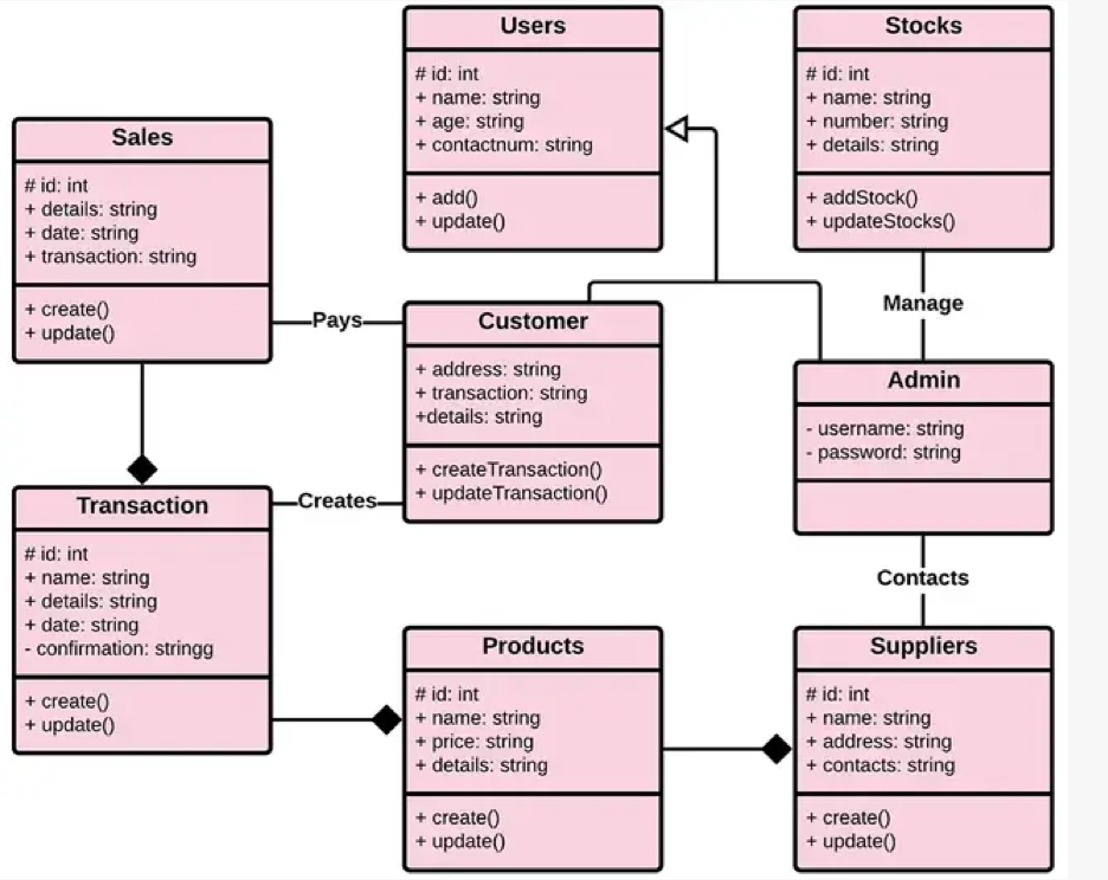 Users
# id: int
+ name: string
+ age: string
+ contactnum: string
+ add()
+ update()
Stocks
# id: int
+ name: string
+ number: string
+ details: string
+ addStock()
+ updateStocks()
Sales
# id: int
+ details: string
+ date: string
+ transaction: string
+ create()
+ update()
Pays
Customer
+ address: string
+ transaction: string
+details: string
+ createTransaction()
+ updateTransaction()
Manage
Admin
- username: string
- password: string
Creates
Transaction
# id: int
+ name: string
+ details: string
+ date: string
- confirmation: stringg
+ create()
+ update()
Contacts
Products
# id: int
+ name: string
+ price: string
+ details: string
+ create()
+ update()
Suppliers
# id: int
+ name: string
+ address: string
+ contacts: string
+ create()
+ update()